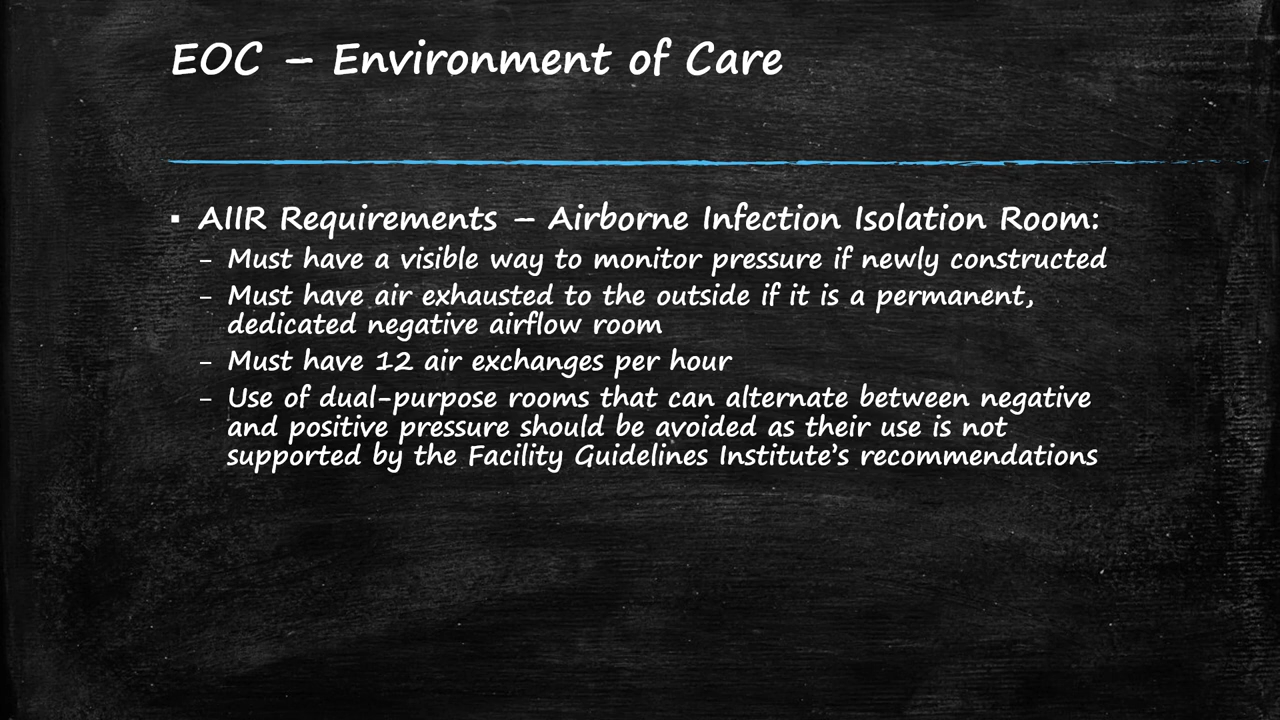 EOC – Environment of Care
▪ AIIR Requirements – Airborne Infection Isolation Room:
– Must have a visible way to monitor pressure if newly constructed
– Must have air exhausted to the outside if it is a permanent,
dedicated negative airflow room
– Must have 12 air exchanges per hour
– Use of dual-purpose rooms that can alternate between negative
and positive pressure should be avoided as their use is not
supported by the Facility Guidelines Institute’s recommendations